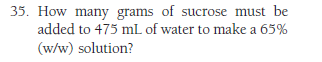 35. How many grams of sucrose must be
added to 475 mL of water to make a 65%
(w/w) solution?